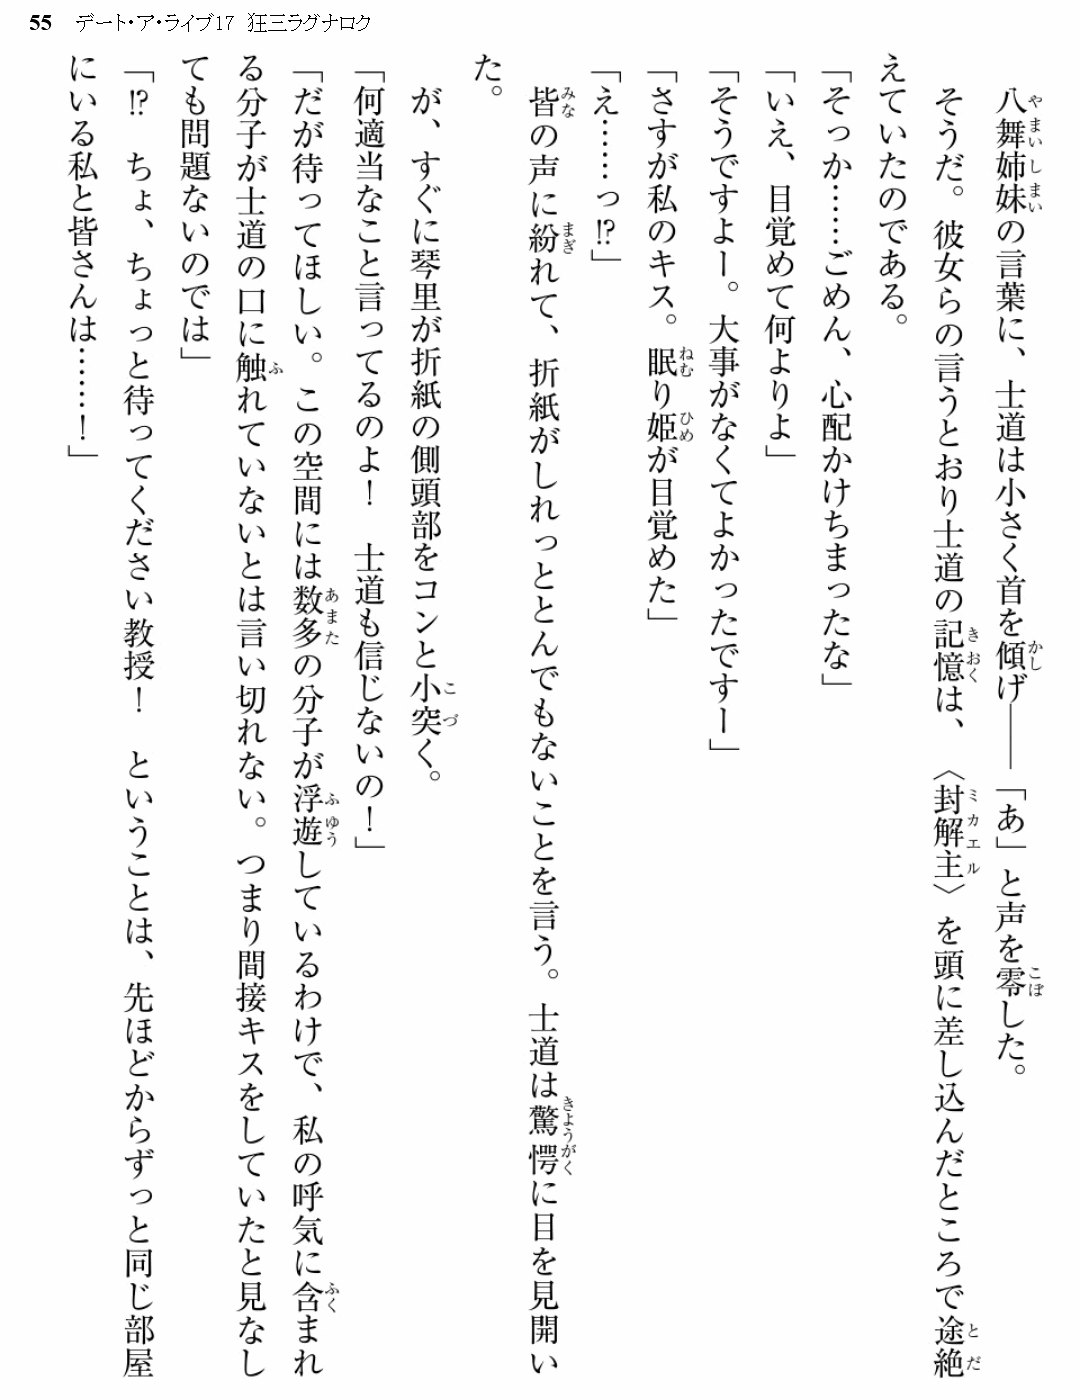 55 デート・ア・ライブ17 狂三ラグナロク
八舞姉妹の言葉に、士道は小さく首を傾げ――「あ」と声を零した。
そうだ。彼女らの言うとおり士道の記憶は、〈封解主〉を頭に差し込んだところで途絶
えていたのである。
「そっか……ごめん、心配かけちまったな」
「いえ、目覚めて何よりよ」
「そうですよー。大事がなくてよかったですー」
「さすが私のキス。眠り姫が目覚めた」
「え……っ!?」
皆の声に紛れて、折紙がしれっととんでもないことを言う。士道は驚愕に目を見開い
た。
が、すぐに琴里が折紙の側頭部をコンと小突く。
「何適当なこと言ってるのよ！　士道も信じないの！」
「だが待ってほしい。この空間には数多の分子が浮遊しているわけで、私の呼気に含まれ
る分子が士道の口に触れていないとは言い切れない。つまり間接キスをしていたと見なし
ても問題ないのでは」
「!?　ちょ、ちょっと待ってください教授！　ということは、先ほどからずっと同じ部屋
にいる私と皆さんは……！」